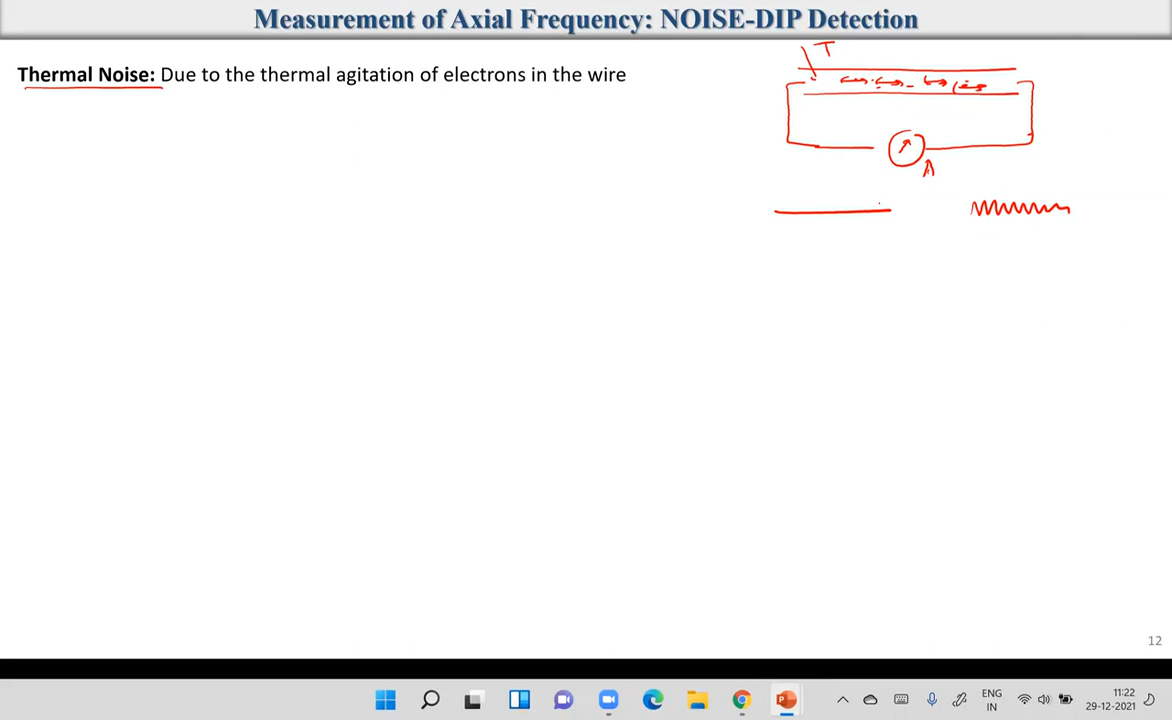 Measurement of Axial Frequency: NOISE-DIP Detection
Thermal Noise: Due to the thermal agitation of electrons in the wire
T
A
12
ENG
IN
11:22
29-12-2021